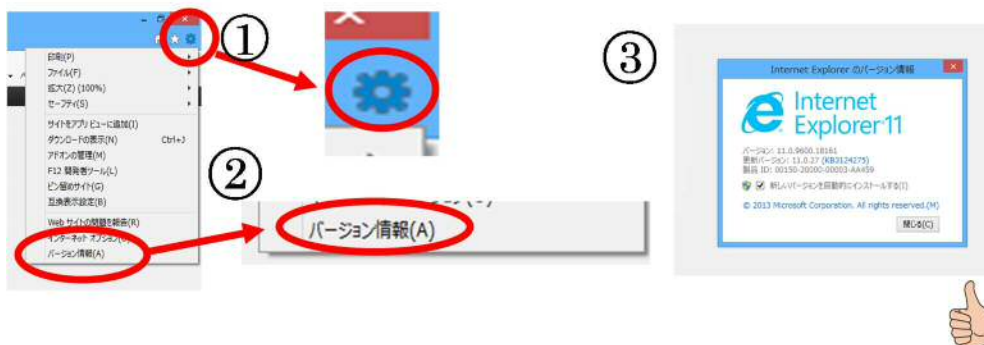 ①
印刷(P)
ファイル(F)
拡大(Z) (100%)
セーフティ(S)
サイトをアプリ ビューに追加(I)
ダウンロードの表示(N) Ctrl+J
アドオンの管理(M)
F12 開発者ツール(L)
ピン留めサイト(G)
互換表示設定(B)
Web サイトの問題を報告(R)
インターネット オプション(O)
バージョン情報(A)
②
バージョン情報(A)
③
Internet Explorer のバージョン情報
Internet
Explorer 11
バージョン: 11.0.9600.18161
更新バージョン: 11.0.27 (KB3124275)
製品 ID: 00150-20000-00003-AA459
新しいバージョンを自動的にインストールする(I)
© 2013 Microsoft Corporation. All rights reserved.(M)
閉じる(C)